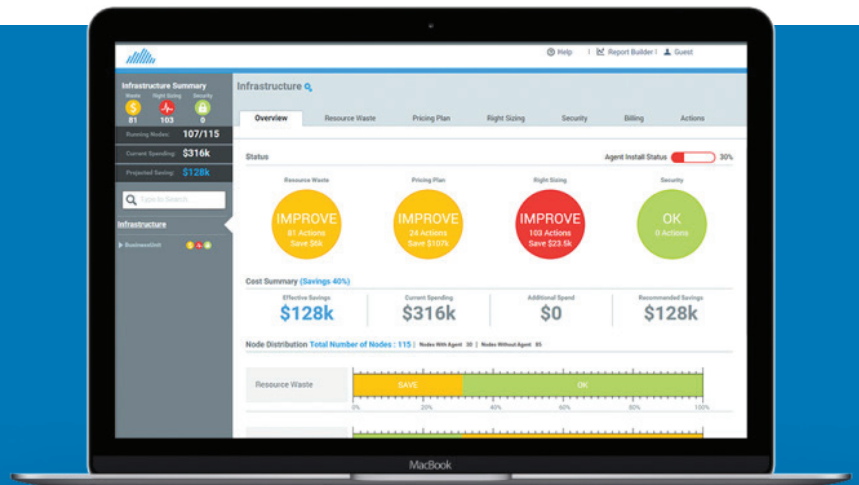 Help | Report Builder | Guest
Infrastructure Summary
Waste Right Sizing Security
81 103 0
Running Nodes: 107/115
Current Spending: $316k
Projected Saving: $128k
Type to Search
Infrastructure
BusinessUnit
Infrastructure
Overview Resource Waste Pricing Plan Right Sizing Security Billing Actions
Status
Agent Install Status 30%
Resource Waste Pricing Plan Right Sizing Security
IMPROVE IMPROVE IMPROVE OK
81 Actions 24 Actions 103 Actions 0 Actions
Save $6k Save $107k Save $23.5k
Cost Summary (Savings 40%)
Effective Savings Current Spending Additional Spend Recommended Savings
$128k $316k $0 $128k
Node Distribution Total Number of Nodes : 115 | Nodes With Agent 30 | Nodes Without Agent 85
Resource Waste SAVE OK
0% 20% 40% 60% 80% 100%
MacBook